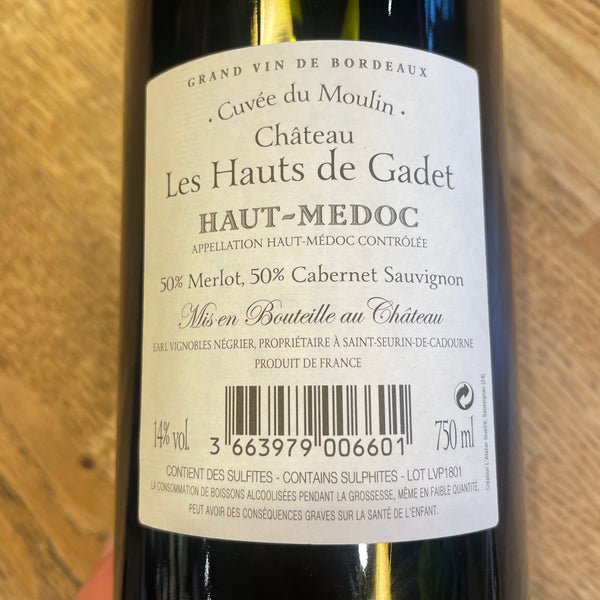 GRAND VIN DE BORDEAUX
· Cuvée du Moulin ·
Château
Les Hauts de Gadet
HAUT-MEDOC
APPELLATION HAUT-MÉDOC CONTRÔLÉE
50% Merlot, 50% Cabernet Sauvignon
Mis en Bouteille au Château
EARL VIGNOBLES NÉGRIER, PROPRIÉTAIRE À SAINT-SEURIN-DE-CADOURNE
PRODUIT DE FRANCE
14% vol.
3 663979 006601
750 ml
Création L'Atelier
CONTIENT DES SULFITES - CONTAINS SULPHITES - LOT LVP1801
LA CONSOMMATION DE BOISSONS ALCOOLISÉES PENDANT LA GROSSESSE, MÊME EN FAIBLE QUANTITÉ,
PEUT AVOIR DES CONSÉQUENCES GRAVES SUR LA SANTÉ DE L'ENFANT.